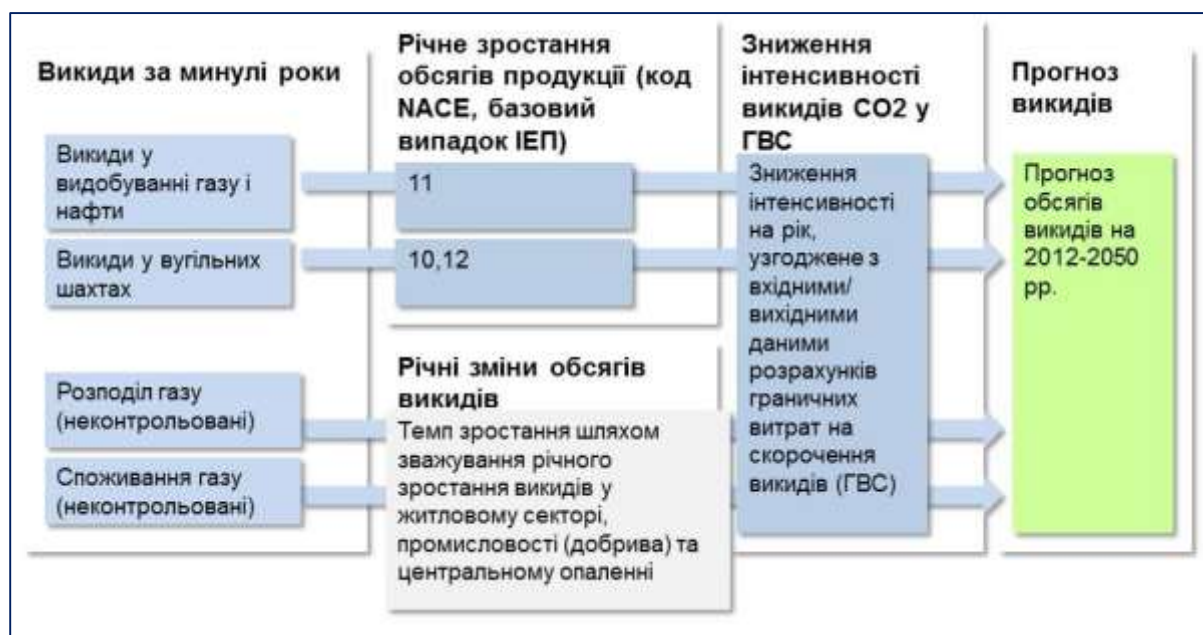 Викиди за минулі роки
Викиди у
видобуванні газу і
нафти
Викиди у вугільних
шахтах
Розподіл газу
(неконтрольовані)
Споживання газу
(неконтрольовані)
Річне зростання
обсягів продукції (код
NACE, базовий
випадок ІЕП)
11
10,12
Річні зміни обсягів
викидів
Темп зростання шляхом
зважування річного
зростання викидів у
житловому секторі,
промисловості (добрива) та
центральному опаленні
Зниження
інтенсивності
викидів СО2 у
ГВС
Зниження
інтенсивності
на рік,
узгоджене з
вхідними/
вихідними
даними
розрахунків
граничних
витрат на
скорочення
викидів (ГВС)
Прогноз
викидів
Прогноз
обсягів
викидів на
2012-2050
рр.